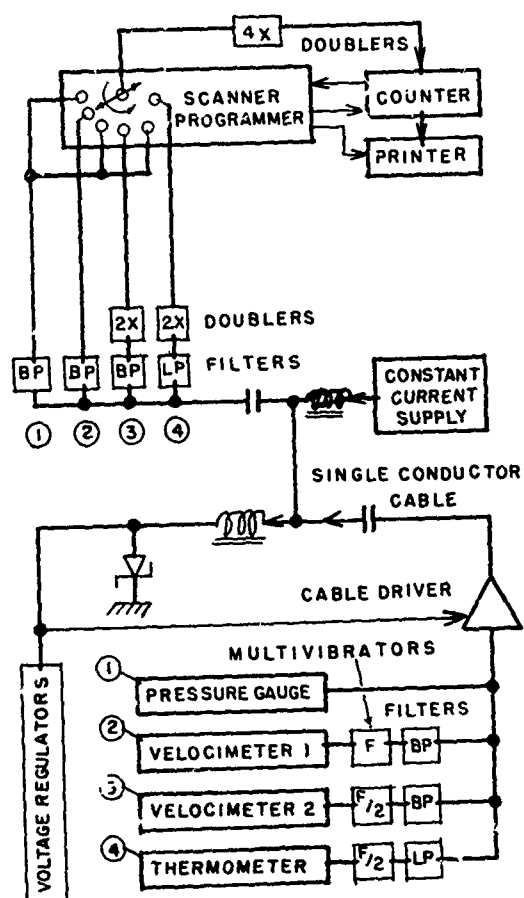 4X
DOUBLERS
SCANNER
PROGRAMMER
COUNTER
PRINTER
2X 2X DOUBLERS
BP BP BP LP FILTERS
1 2 3 4
CONSTANT
CURRENT
SUPPLY
SINGLE CONDUCTOR
CABLE
CABLE DRIVER
MULTIVIBRATORS
1 PRESSURE GAUGE
FILTERS
2 VELOCIMETER 1 F BP
3 VELOCIMETER 2 F/2 BP
4 THERMOMETER F/2 LP
VOLTAGE REGULATORS